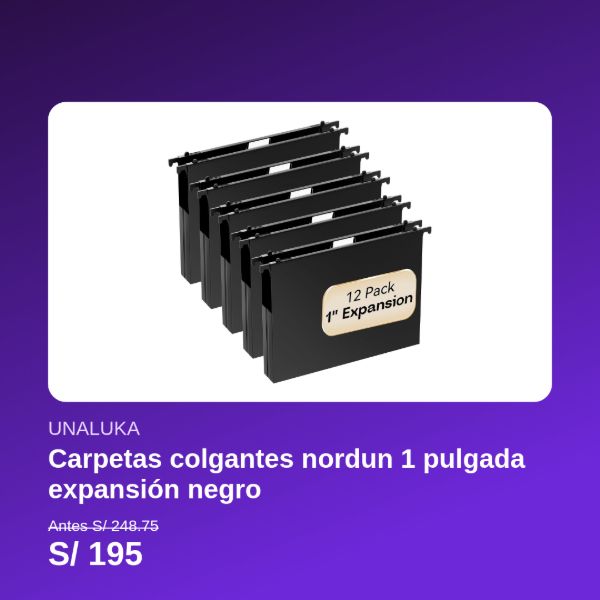 12 Pack
1" Expansion
UNALUKA
Carpetas colgantes nordun 1 pulgada
expansión negro
Antes S/ 248.75
S/ 195